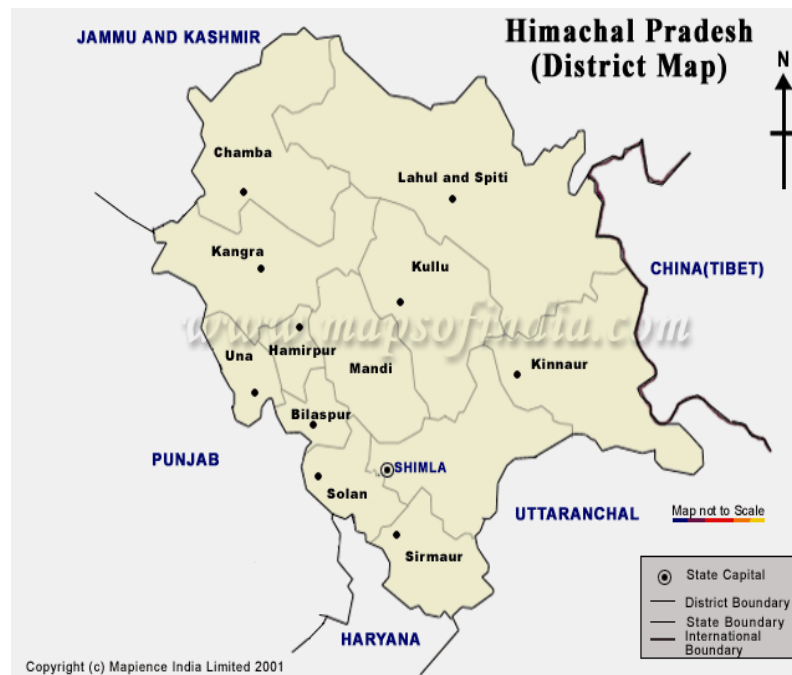 Himachal Pradesh
(District Map)
JAMMU AND KASHMIR
N
Chamba
Lahul and Spiti
Kangra
Kullu
CHINA(TIBET)
www.mapsofindia.com
Una
Hamirpur
Mandi
Kinnaur
Bilaspur
PUNJAB
SHIMLA
Solan
UTTARANCHAL
Map not to Scale
Sirmaur
State Capital
District Boundary
State Boundary
International
Boundary
HARYANA
Copyright (c) Mapience India Limited 2001